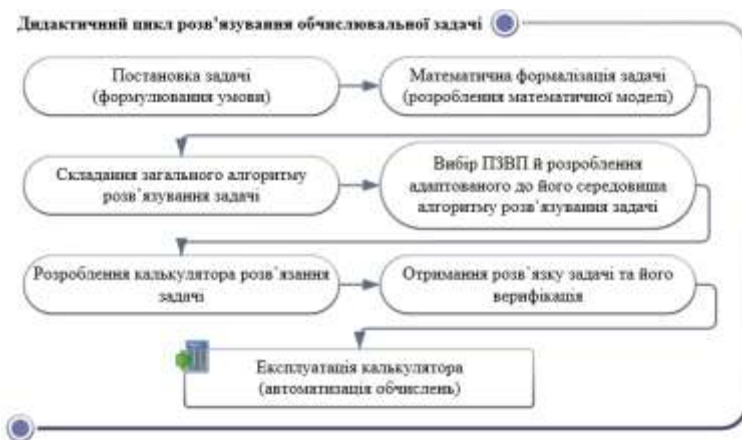 Дидактичний цикл розв'язування обчислювальної задачі
Постановка задачі
(формулювання умови)
Математична формалізація задачі
(розроблення математичної моделі)
Складання загального алгоритму
розв'язування задачі
Вибір ПЗВП й розроблення
адаптованого до його середовища
алгоритму розв'язування задачі
Розроблення калькулятора розв'язання
задачі
Отримання розв'язку задачі та його
верифікація
Експлуатація калькулятора
(автоматизація обчислень)